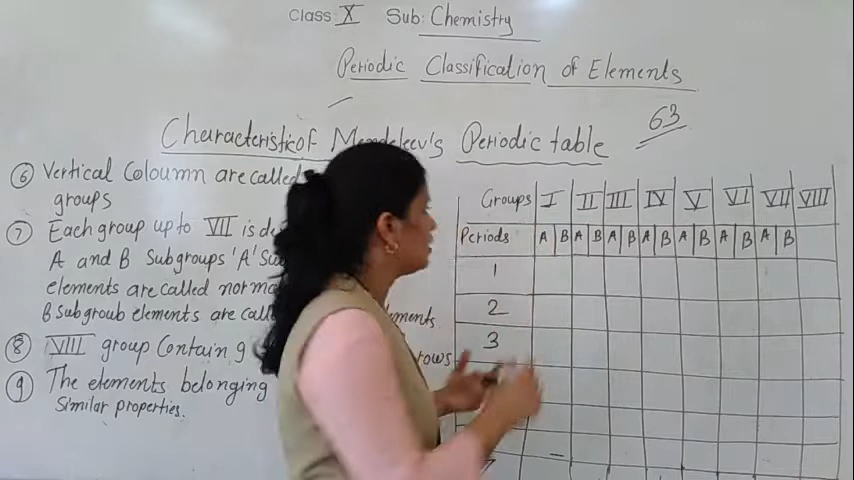 Class: X Sub: Chemistry
Periodic Classification of Elements
Characteristic of Mendeleev's Periodic table
63
⑥ Vertical Coloumn are called
groups
⑦ Each group up to VII is
A and B Subgroups 'A'
elements are called
B Subgroub elements are
⑧ VIII group Contain 9 rows
⑨ The elements belonging
Similar properties.
Groups I II III IV V VI VII VIII
Periods A B A B A B A B A B A B A B
1
2
3